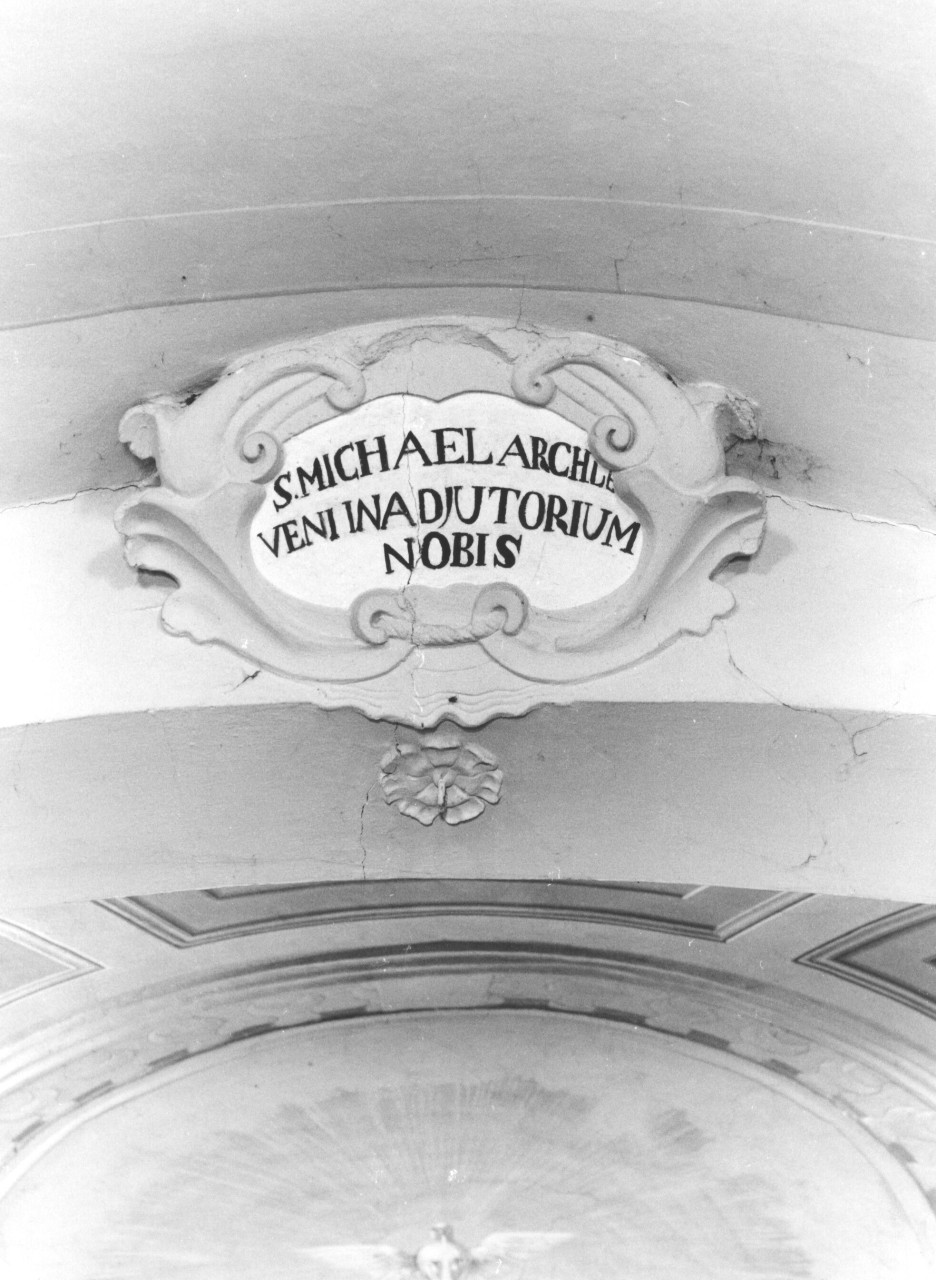 S. MICHAEL ARCHLE
VENI IN ADJUTORIUM
NOBIS